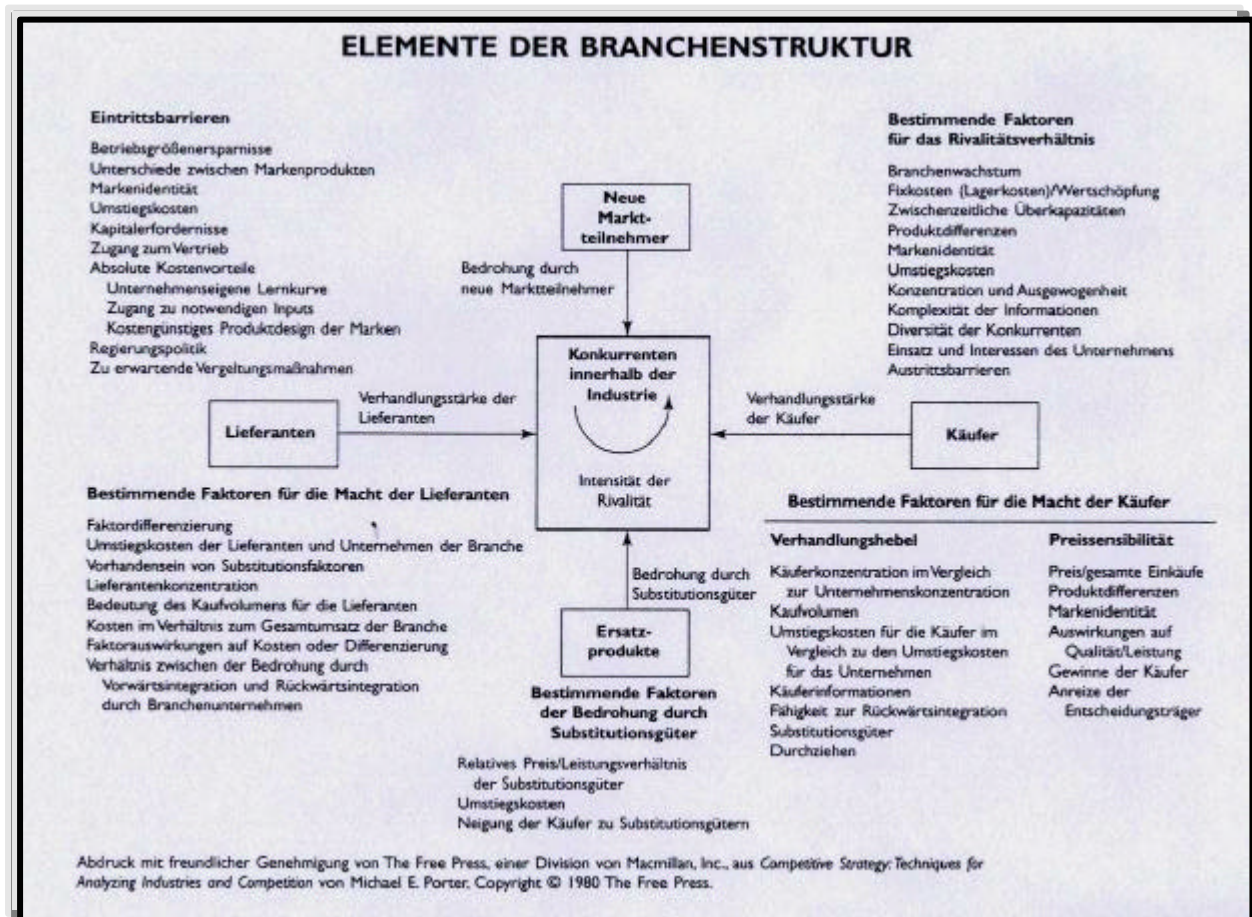 ELEMENTE DER BRANCHENSTRUKTUR
Eintrittsbarrieren
Betriebsgrößenersparnisse
Unterschiede zwischen Markenprodukten
Markenidentität
Umstiegskosten
Kapitalerfordernisse
Zugang zum Vertrieb
Absolute Kostenvorteile
Unternehmenseigene Lernkurve
Zugang zu notwendigen Inputs
Kostengünstiges Produktdesign der Marken
Regierungspolitik
Zu erwartende Vergeltungsmaßnahmen
Neue
Markt-
teilnehmer
Bedrohung durch
neue Marktteilnehmer
Bestimmende Faktoren
für das Rivalitätsverhältnis
Branchenwachstum
Fixkosten (Lagerkosten)/Wertschöpfung
Zwischenzeitliche Überkapazitäten
Produktdifferenzen
Markenidentität
Umstiegskosten
Konzentration und Ausgewogenheit
Komplexität der Informationen
Diversität der Konkurrenten
Einsatz und Interessen des Unternehmens
Austrittsbarrieren
Lieferanten
Verhandlungsstärke der
Lieferanten
Konkurrenten
innerhalb der
Industrie
Intensität der
Rivalität
Verhandlungsstärke
der Käufer
Käufer
Bestimmende Faktoren für die Macht der Lieferanten
Faktordifferenzierung
Umstiegskosten der Lieferanten und Unternehmen der Branche
Vorhandensein von Substitutionsfaktoren
Lieferantenkonzentration
Bedeutung des Kaufvolumens für die Lieferanten
Kosten im Verhältnis zum Gesamtumsatz der Branche
Faktorauswirkungen auf Kosten oder Differenzierung
Verhältnis zwischen der Bedrohung durch
Vorwärtsintegration und Rückwärtsintegration
durch Branchenunternehmen
Bedrohung durch
Substitutionsgüter
Ersatz-
produkte
Bestimmende Faktoren
der Bedrohung durch
Substitutionsgüter
Relatives Preis/Leistungsverhältnis
der Substitutionsgüter
Umstiegskosten
Neigung der Käufer zu Substitutionsgütern
Bestimmende Faktoren für die Macht der Käufer
Verhandlungshebel
Käuferkonzentration im Vergleich
zur Unternehmenskonzentration
Kaufvolumen
Umstiegskosten für die Käufer im
Vergleich zu den Umstiegskosten
für das Unternehmen
Käuferinformationen
Fähigkeit zur Rückwärtsintegration
Substitutionsgüter
Durchziehen
Preissensibilität
Preis/gesamte Einkäufe
Produktdifferenzen
Markenidentität
Auswirkungen auf
Qualität/Leistung
Gewinne der Käufer
Anreize der
Entscheidungsträger
Abdruck mit freundlicher Genehmigung von The Free Press, einer Division von Macmillan, Inc., aus Competitive Strategy: Techniques for
Analyzing Industries and Competition von Michael E. Porter. Copyright © 1980 The Free Press.